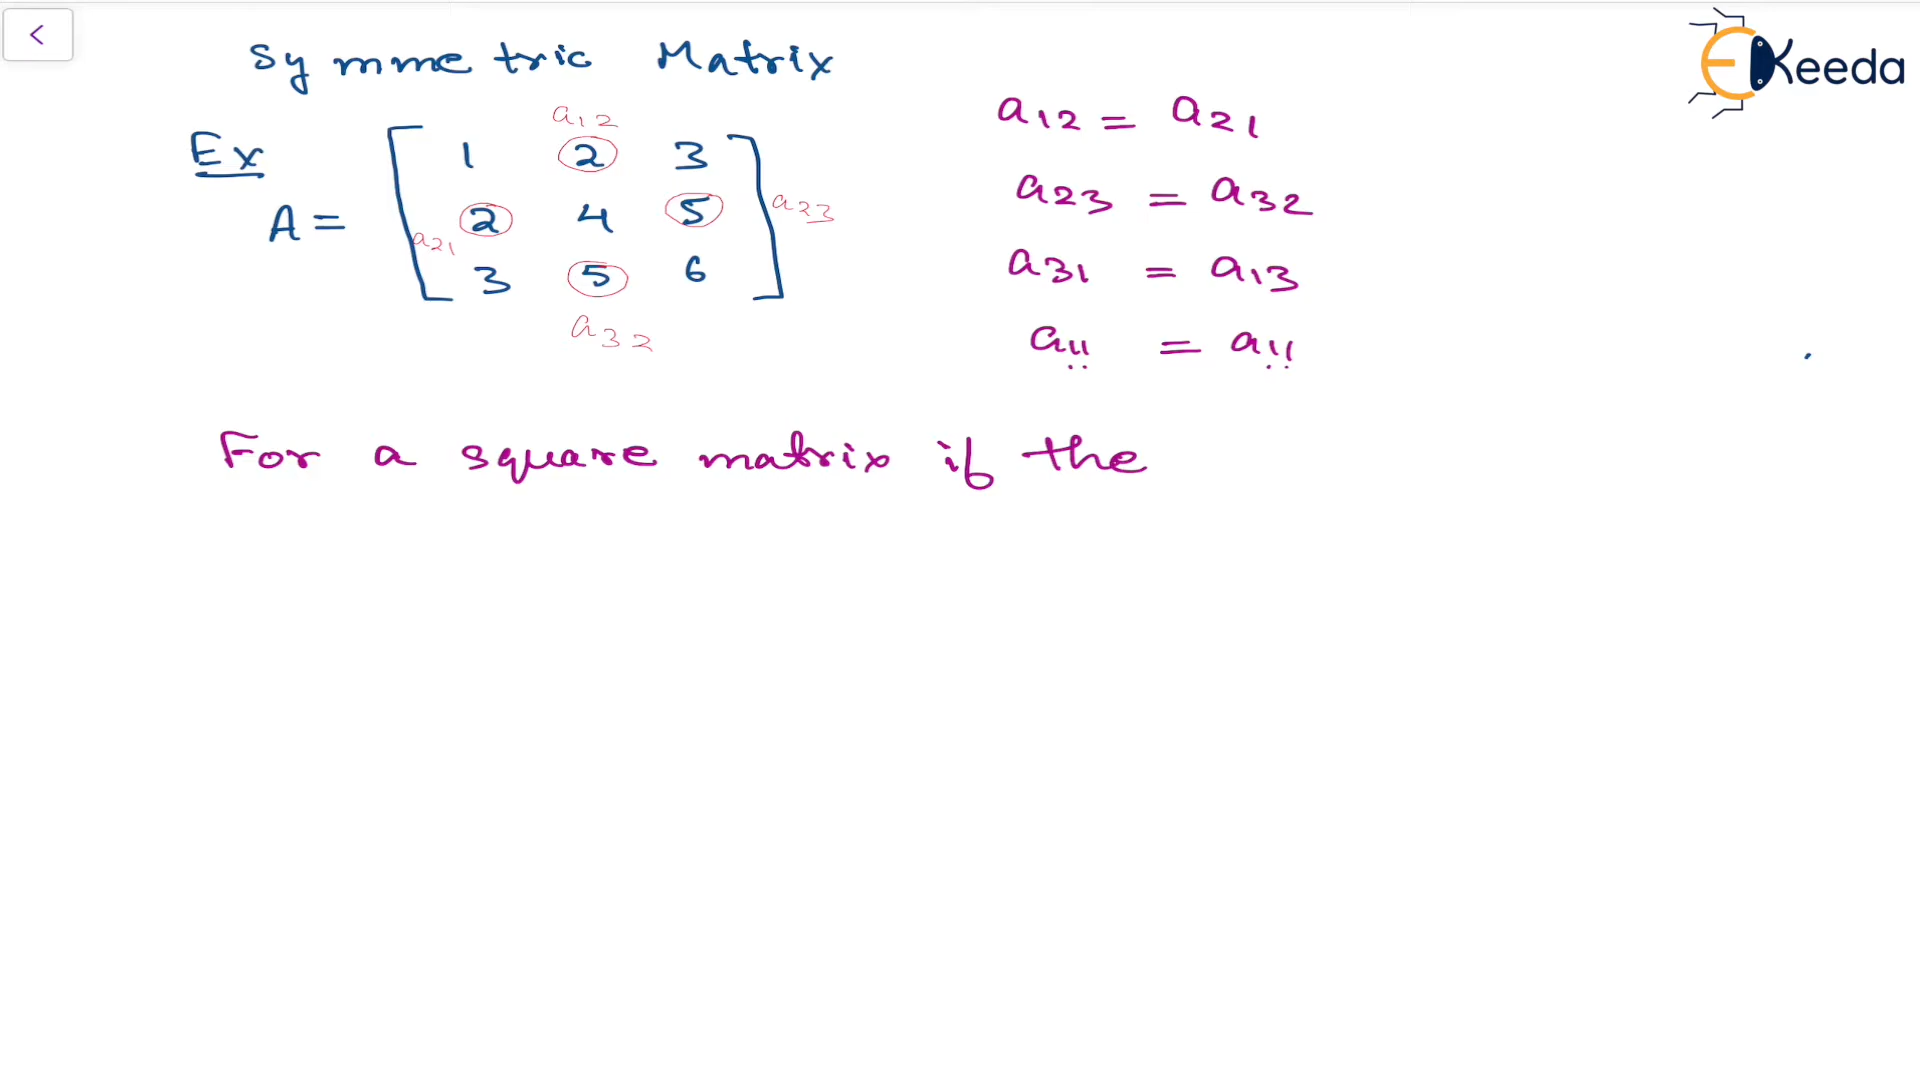 Symmetric Matrix
EKeeda
a12
Ex
A = [ 1 2 3
2 4 5
3 5 6 ]
a21
a23
a32
a12 = a21
a23 = a32
a31 = a13
a11 = a11
For a square matrix if the